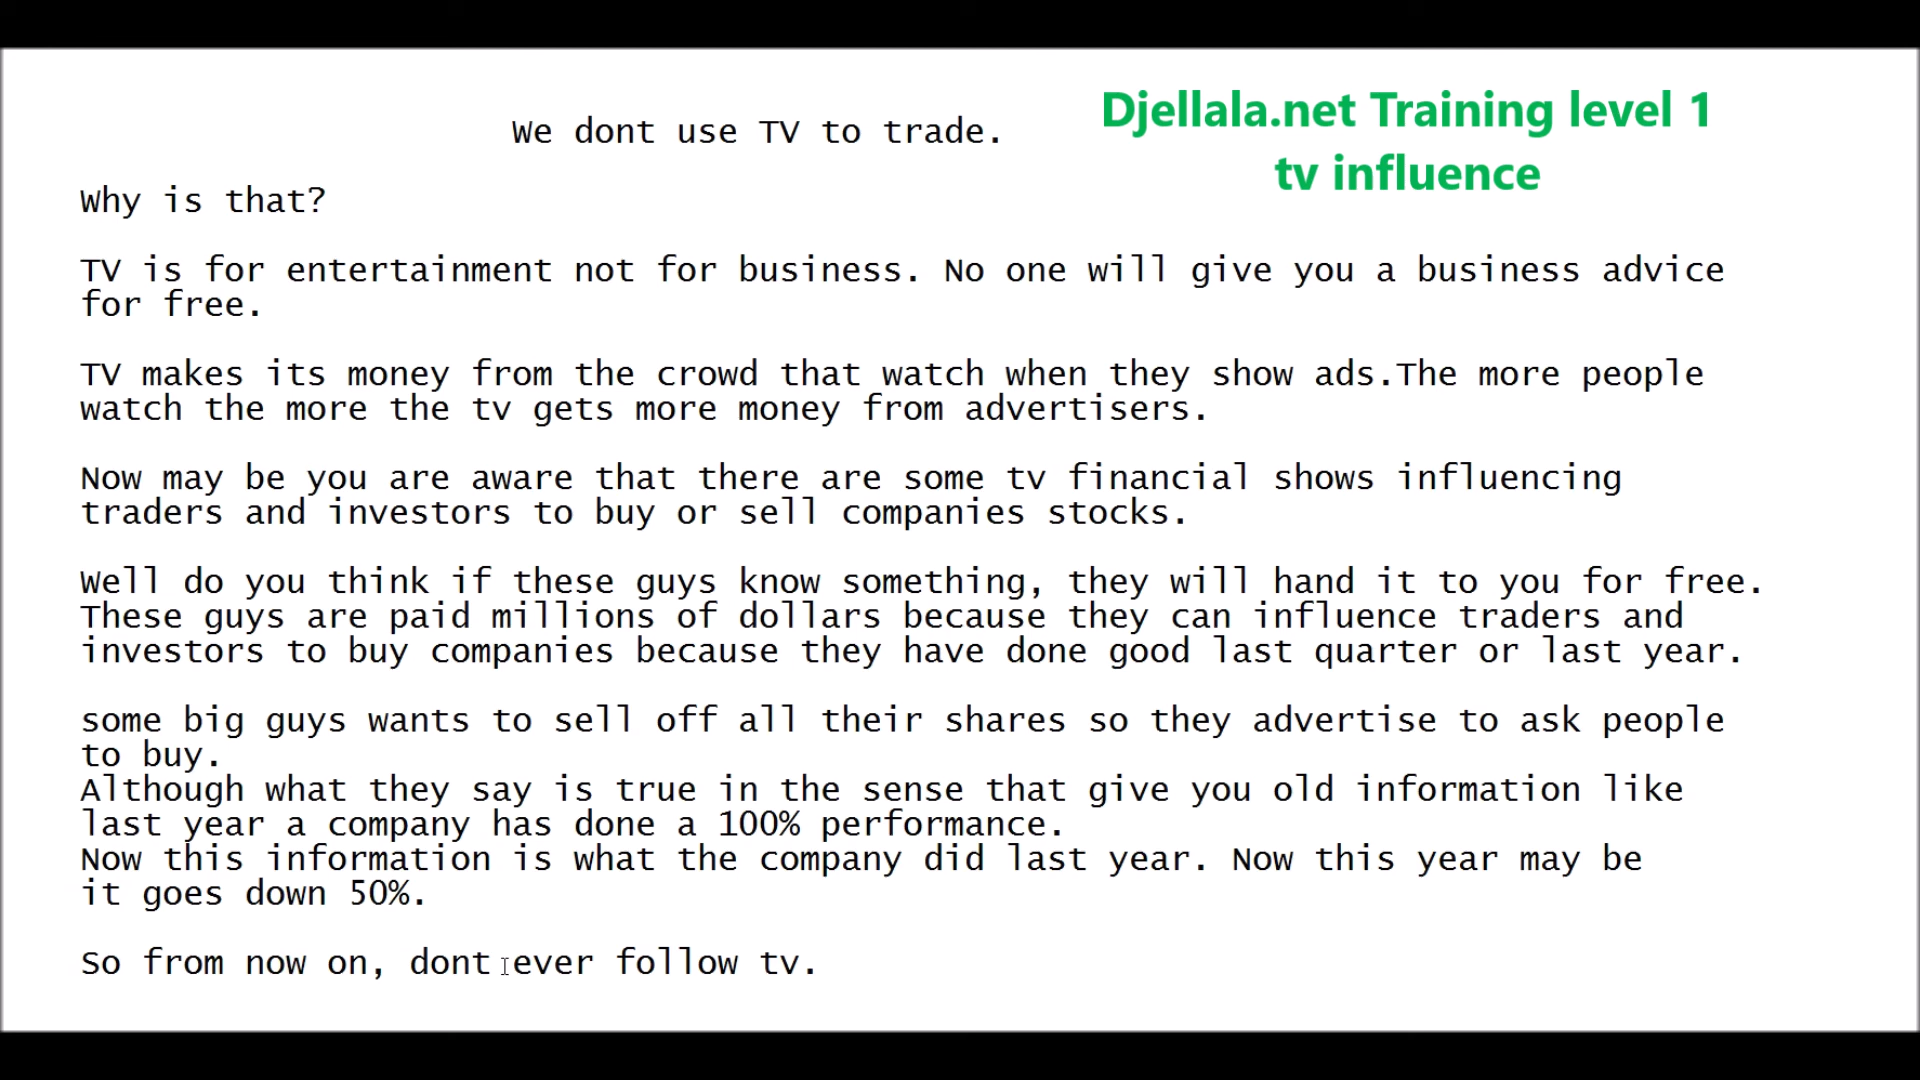 Djellala.net Training level 1
tv influence
We dont use TV to trade.
Why is that?
TV is for entertainment not for business. No one will give you a business advice
for free.
TV makes its money from the crowd that watch when they show ads.The more people
watch the more the tv gets more money from advertisers.
Now may be you are aware that there are some tv financial shows influencing
traders and investors to buy or sell companies stocks.
Well do you think if these guys know something, they will hand it to you for free.
These guys are paid millions of dollars because they can influence traders and
investors to buy companies because they have done good last quarter or last year.
some big guys wants to sell off all their shares so they advertise to ask people
to buy.
Although what they say is true in the sense that give you old information like
last year a company has done a 100% performance.
Now this information is what the company did last year. Now this year may be
it goes down 50%.
So from now on, dont ever follow tv.